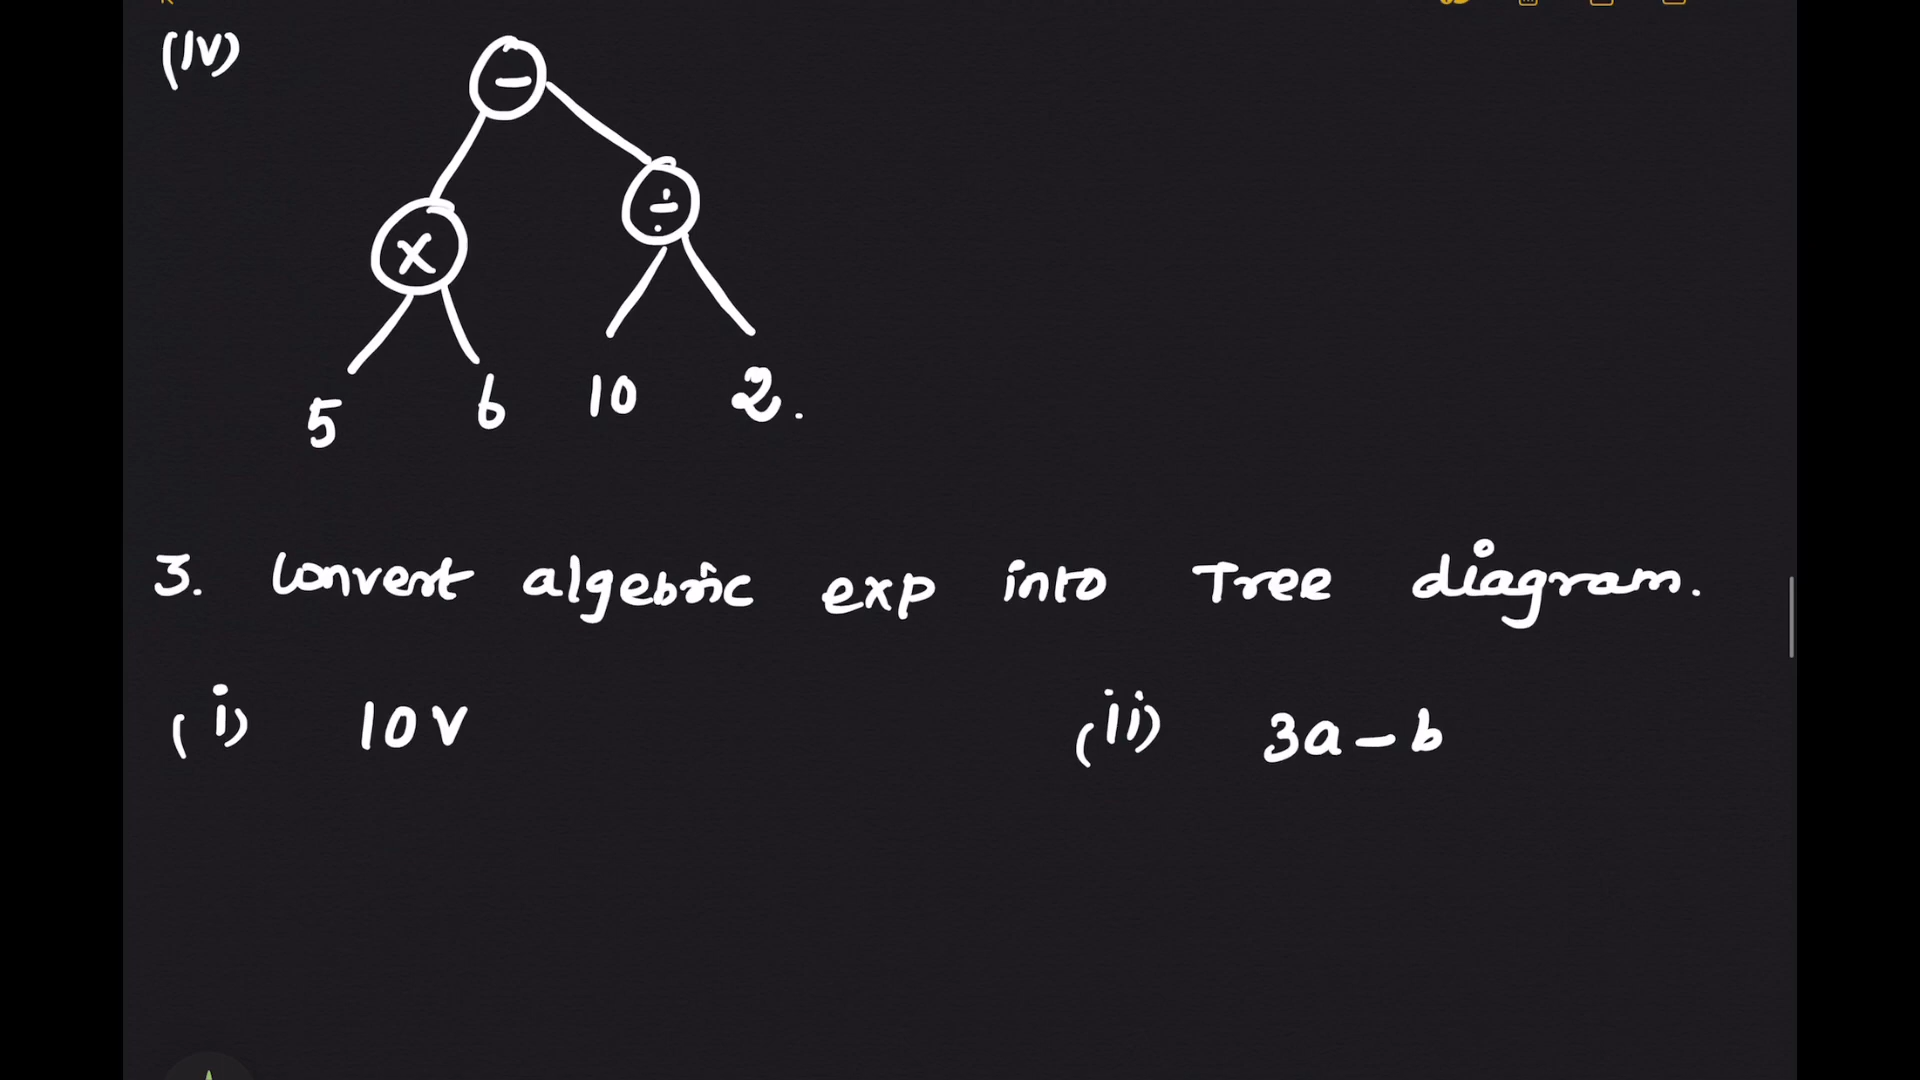 (iv)
−
÷
×
5 6 10 2.
3. Convert algebric exp into Tree diagram.
(i) 10v (ii) 3a − b